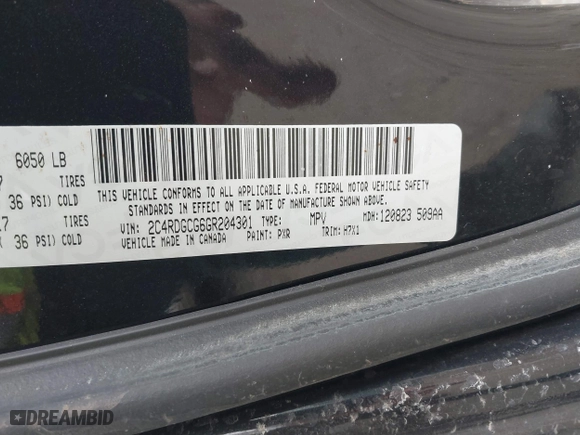 6050 LB
TIRES
36 PSI) COLD
TIRES
36 PSI) COLD
THIS VEHICLE CONFORMS TO ALL APPLICABLE U.S.A. FEDERAL MOTOR VEHICLE SAFETY
STANDARDS IN EFFECT ON THE DATE OF MANUFACTURE SHOWN ABOVE.
VIN: 2C4RDGCG6GR204301 TYPE: MPV MDH: 120823 509AA
VEHICLE MADE IN CANADA PAINT: PXR TRIM: H7X1
DREAMBID